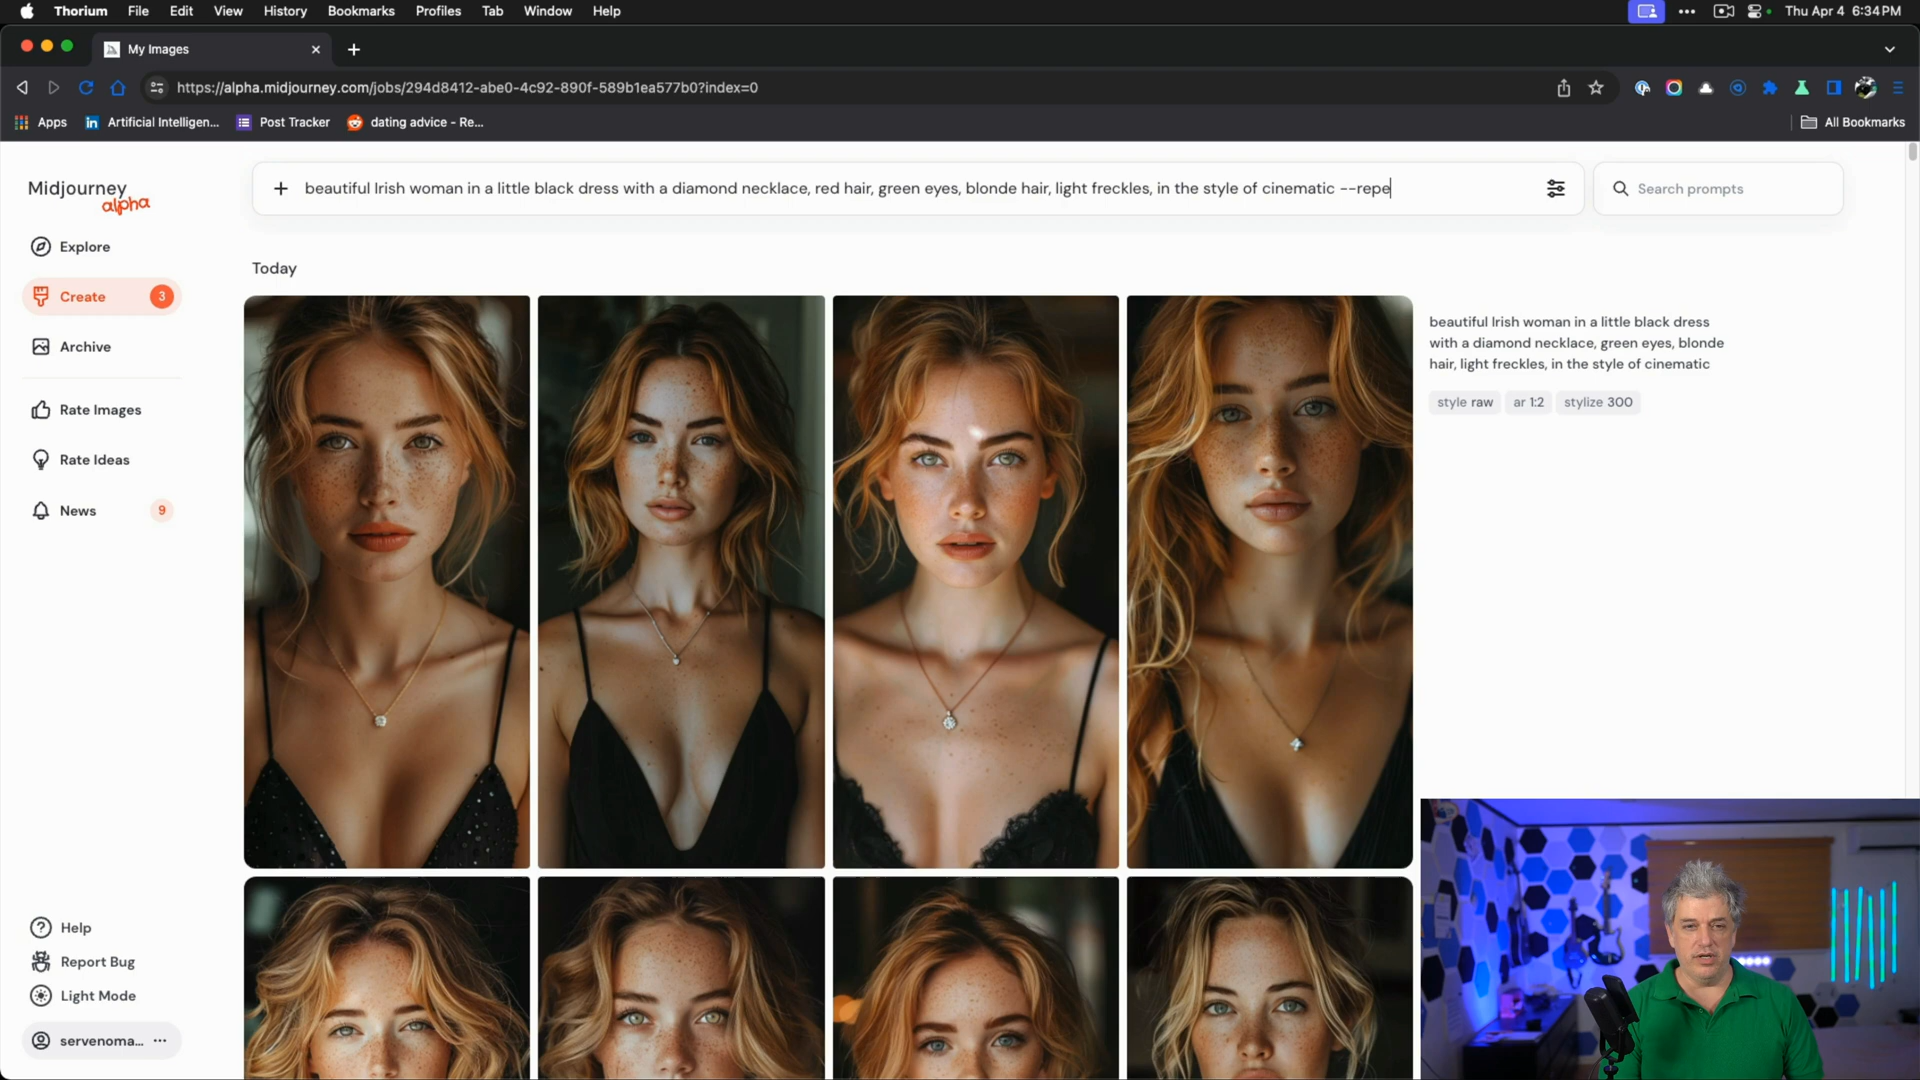 Thorium File Edit View History Bookmarks Profiles Tab Window Help
Thu Apr 4 6:34 PM
My Images
https://alpha.midjourney.com/jobs/294d8412-abe0-4c92-890f-589b1ea577b0?index=0
Apps Artificial Intelligen... Post Tracker dating advice - Re...
All Bookmarks
Midjourney
alpha
beautiful Irish woman in a little black dress with a diamond necklace, red hair, green eyes, blonde hair, light freckles, in the style of cinematic --repe
Search prompts
Explore
Create 3
Archive
Rate Images
Rate Ideas
News 9
Today
beautiful Irish woman in a little black dress
with a diamond necklace, green eyes, blonde
hair, light freckles, in the style of cinematic
style raw ar 1:2 stylize 300
Help
Report Bug
Light Mode
servenoma...